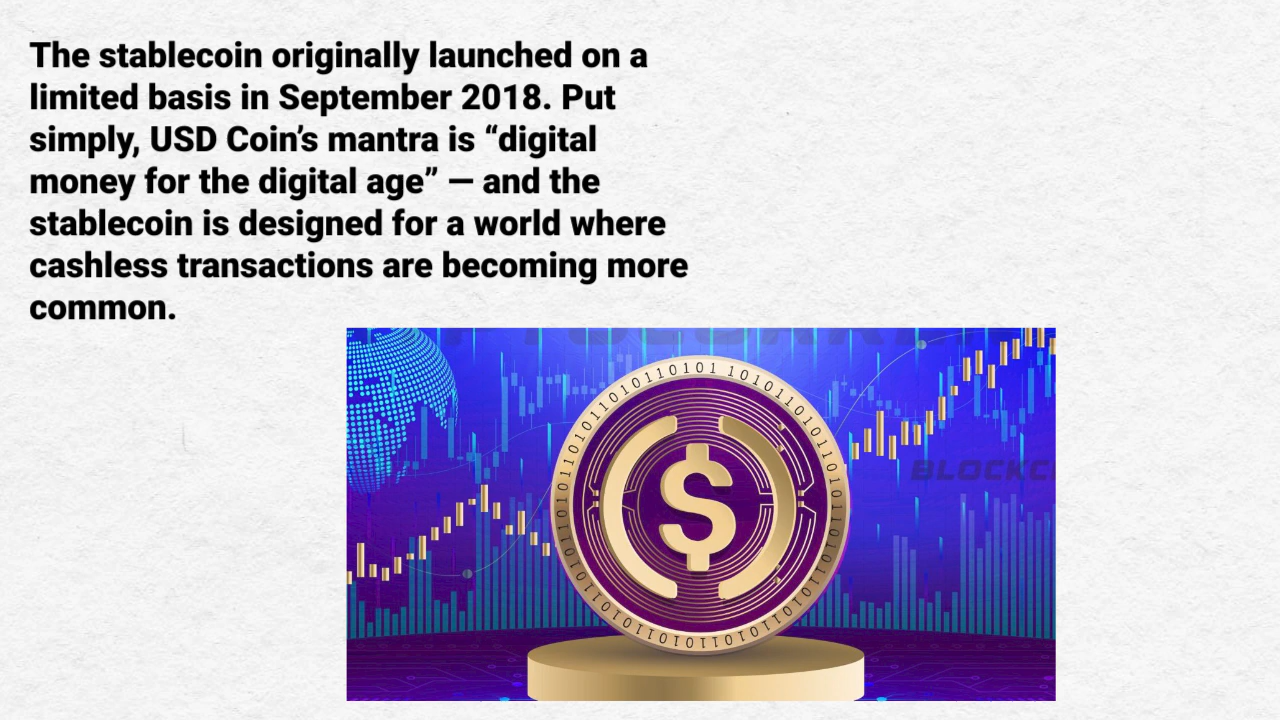 The stablecoin originally launched on a
limited basis in September 2018. Put
simply, USD Coin’s mantra is “digital
money for the digital age” — and the
stablecoin is designed for a world where
cashless transactions are becoming more
common.
$